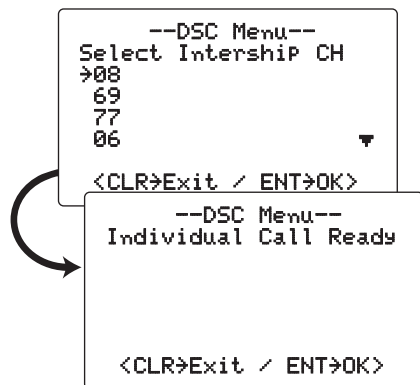 --DSC Menu--
Select Intership CH
→08
69
77
06 ▼
<CLR→Exit / ENT→OK>
--DSC Menu--
Individual Call Ready
<CLR→Exit / ENT→OK>